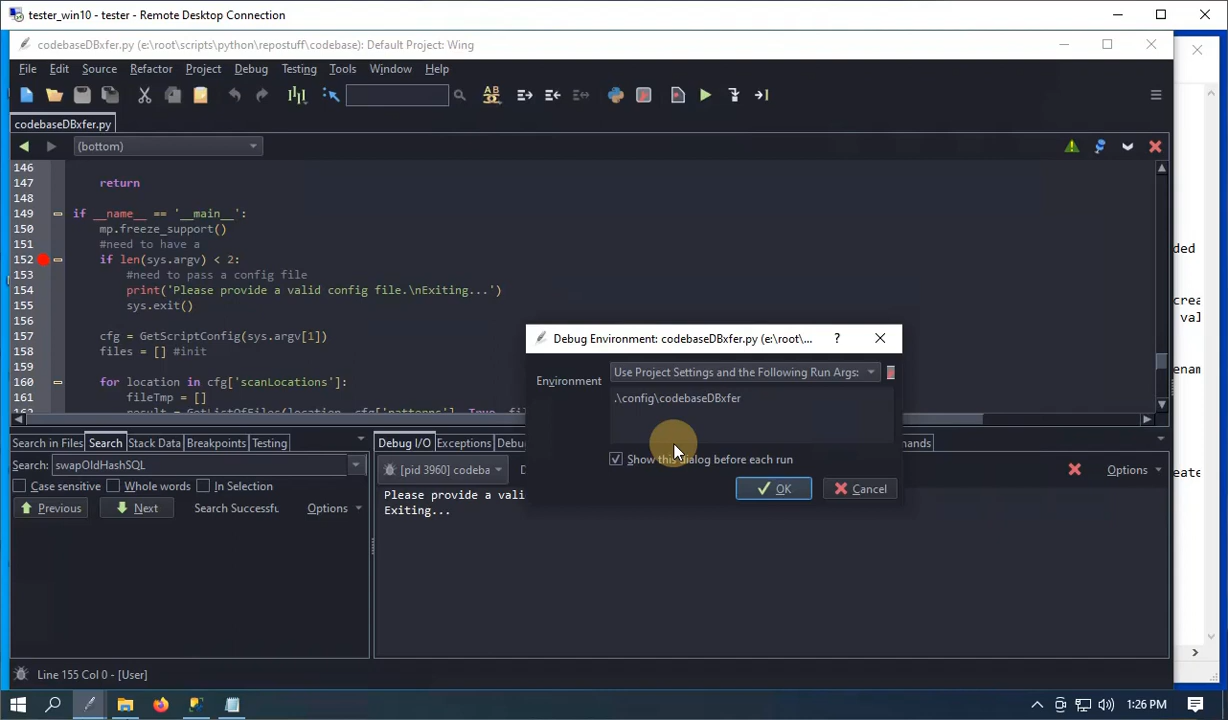 tester_win10 - tester - Remote Desktop Connection
codebaseDBxfer.py (e:\root\scripts\python\repostuff\codebase): Default Project: Wing
File Edit Source Refactor Project Debug Testing Tools Window Help
codebaseDBxfer.py
(bottom)
146
147 return
148
149 if __name__ == '__main__':
150 mp.freeze_support()
151 #need to have a
152 if len(sys.argv) < 2:
153 #need to pass a config file
154 print('Please provide a valid config file.\nExiting...')
155 sys.exit()
156
157 cfg = GetScriptConfig(sys.argv[1])
158 files = [] #init
159
160 for location in cfg['scanLocations']:
161 fileTmp = []
Debug Environment: codebaseDBxfer.py (e:\root\...
?
Environment
Use Project Settings and the Following Run Args:
.\config\codebaseDBxfer
Show this dialog before each run
OK
Cancel
Search in Files Search Stack Data Breakpoints Testing
Search: swapOldHashSQL
Case sensitive Whole words In Selection
Previous Next Search Successfu Options
Debug I/O Exceptions Debu
[pid 3960] codeba
Options
Please provide a vali
Exiting...
Line 155 Col 0 - [User]
1:26 PM
ded
crea
val
enam
eate